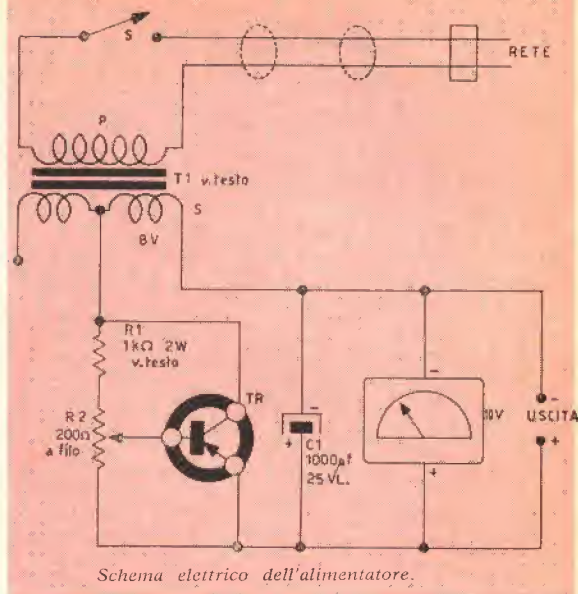 S
RETE
P
T1 v. testo
S
8V
R1
1kΩ 2W
v. testo
TR
R2
200Ω
a filo
-
+
C1
1000µf
25 VL.
-
10V
+
-
USCITA
+
Schema elettrico dell'alimentatore.